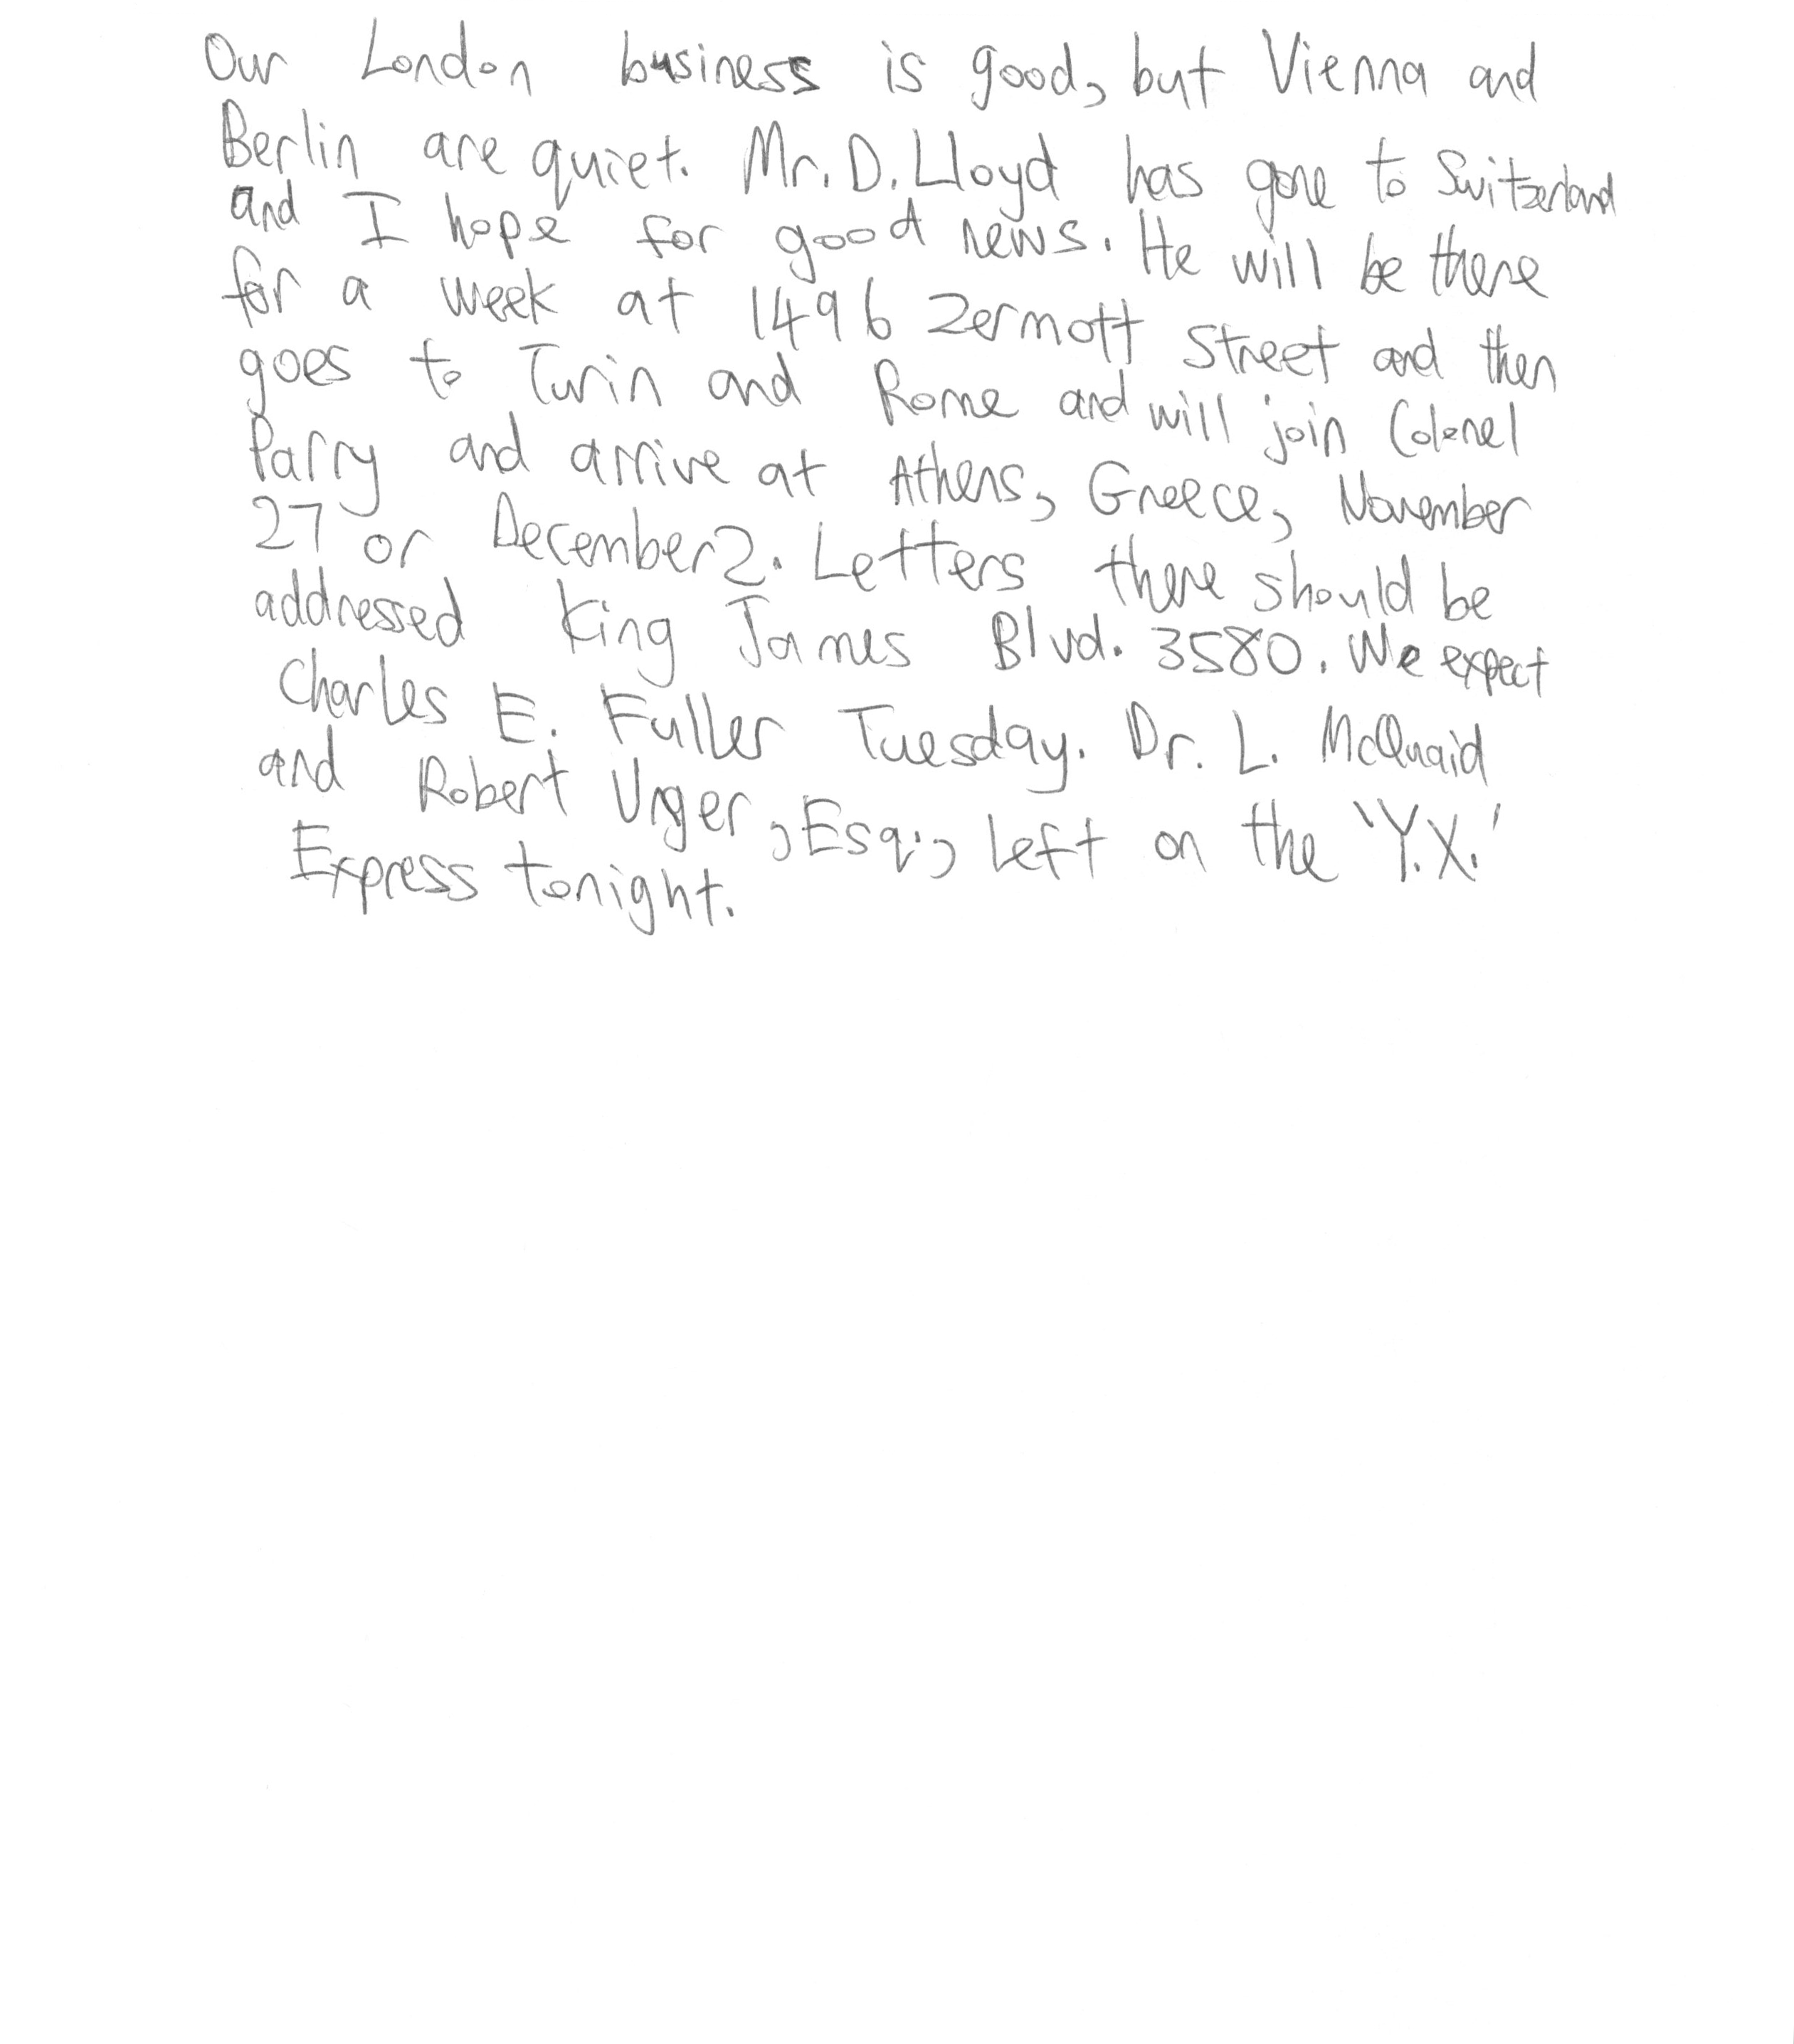 Our London business is good, but Vienna and
Berlin are quiet. Mr. D. Lloyd has gone to Switzerland
and I hope for good news. He will be there
for a week at 1496 Zermott Street and then
goes to Turin and Rome and will join Colonel
Parry and arrive at Athens, Greece, November
27 or December 2. Letters there should be
addressed King James Blvd. 3580. We expect
Charles E. Fuller Tuesday. Dr. L. McQuaid
and Robert Unger, Esq., left on the 'Y.X.'
Express tonight.